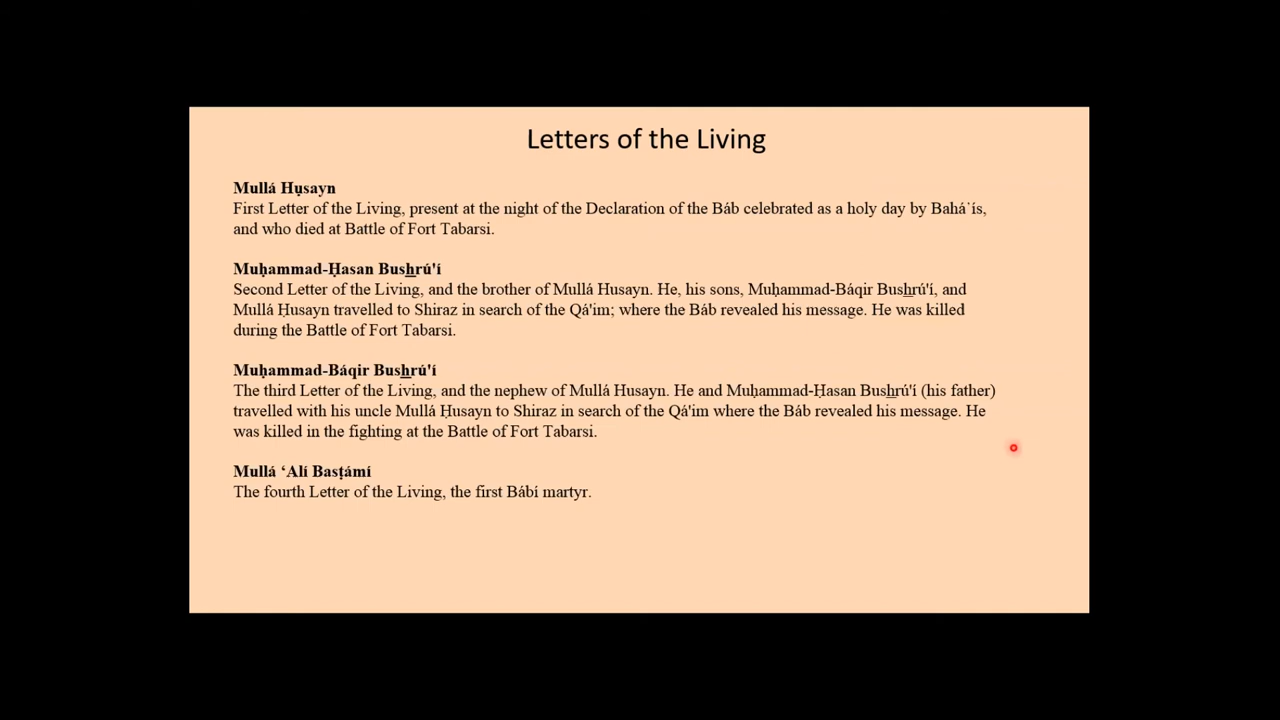 Letters of the Living
Mullá Ḥusayn
First Letter of the Living, present at the night of the Declaration of the Báb celebrated as a holy day by Baháʾís,
and who died at Battle of Fort Tabarsi.
Muḥammad-Ḥasan Bushrú'í
Second Letter of the Living, and the brother of Mullá Husayn. He, his sons, Muḥammad-Báqir Bushrú'í, and
Mullá Ḥusayn travelled to Shiraz in search of the Qá'im; where the Báb revealed his message. He was killed
during the Battle of Fort Tabarsi.
Muḥammad-Báqir Bushrú'í
The third Letter of the Living, and the nephew of Mullá Husayn. He and Muḥammad-Ḥasan Bushrú'í (his father)
travelled with his uncle Mullá Ḥusayn to Shiraz in search of the Qá'im where the Báb revealed his message. He
was killed in the fighting at the Battle of Fort Tabarsi.
Mullá ‘Alí Basṭámí
The fourth Letter of the Living, the first Bábí martyr.